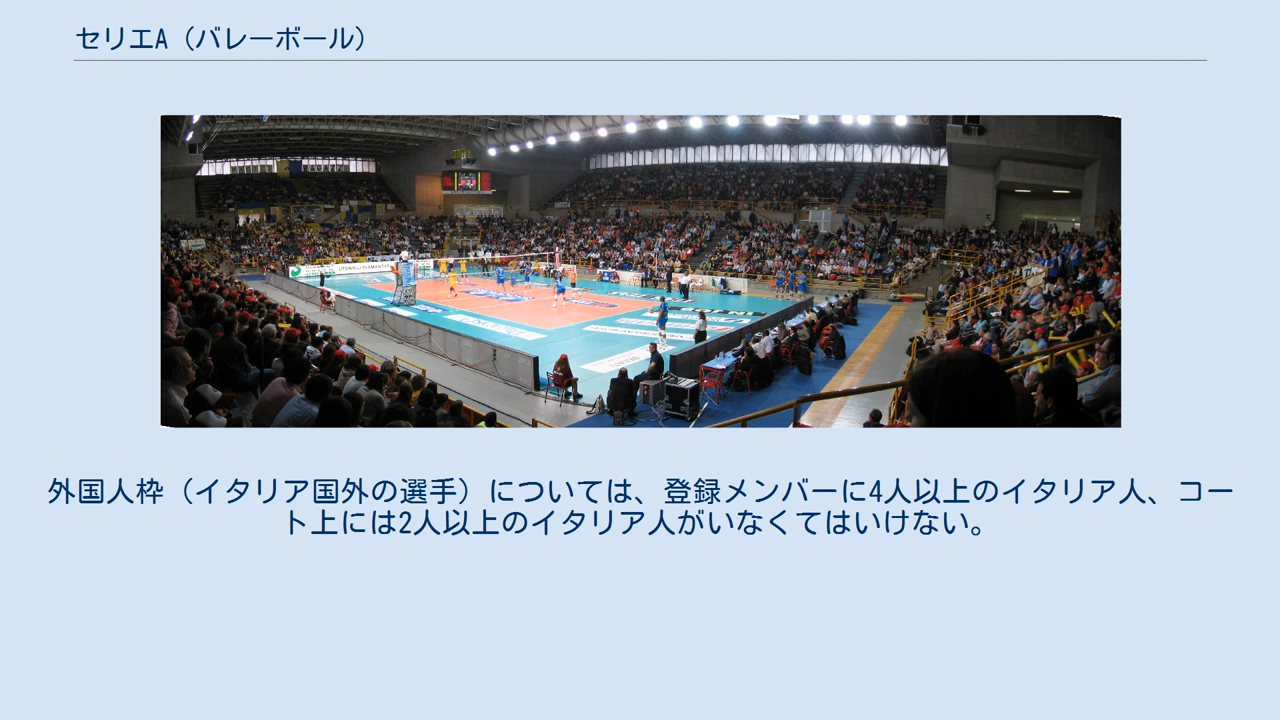 セリエA（バレーボール）
外国人枠（イタリア国外の選手）については、登録メンバーに4人以上のイタリア人、コー
ト上には2人以上のイタリア人がいなくてはいけない。